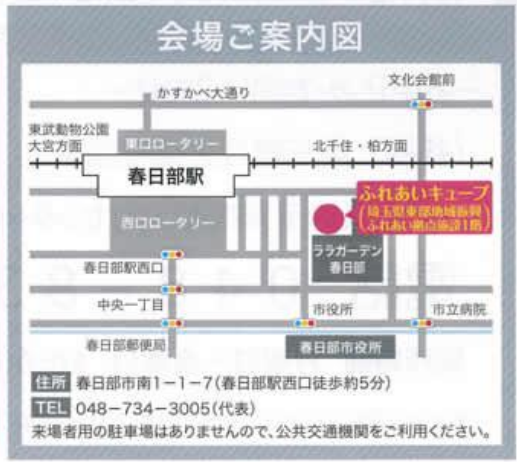 会場ご案内図
文化会館前
かすかべ大通り
東武動物公園
大宮方面
東口ロータリー
北千住・柏方面
春日部駅
ふれあいキューブ
(埼玉県東部地域振興
ふれあい拠点施設1階)
西口ロータリー
ララガーデン
春日部
春日部駅西口
中央一丁目
市役所
市立病院
春日部郵便局
春日部市役所
住所 春日部市南1-1-7(春日部駅西口徒歩約5分)
TEL 048-734-3005(代表)
来場者用の駐車場はありませんので、公共交通機関をご利用ください。